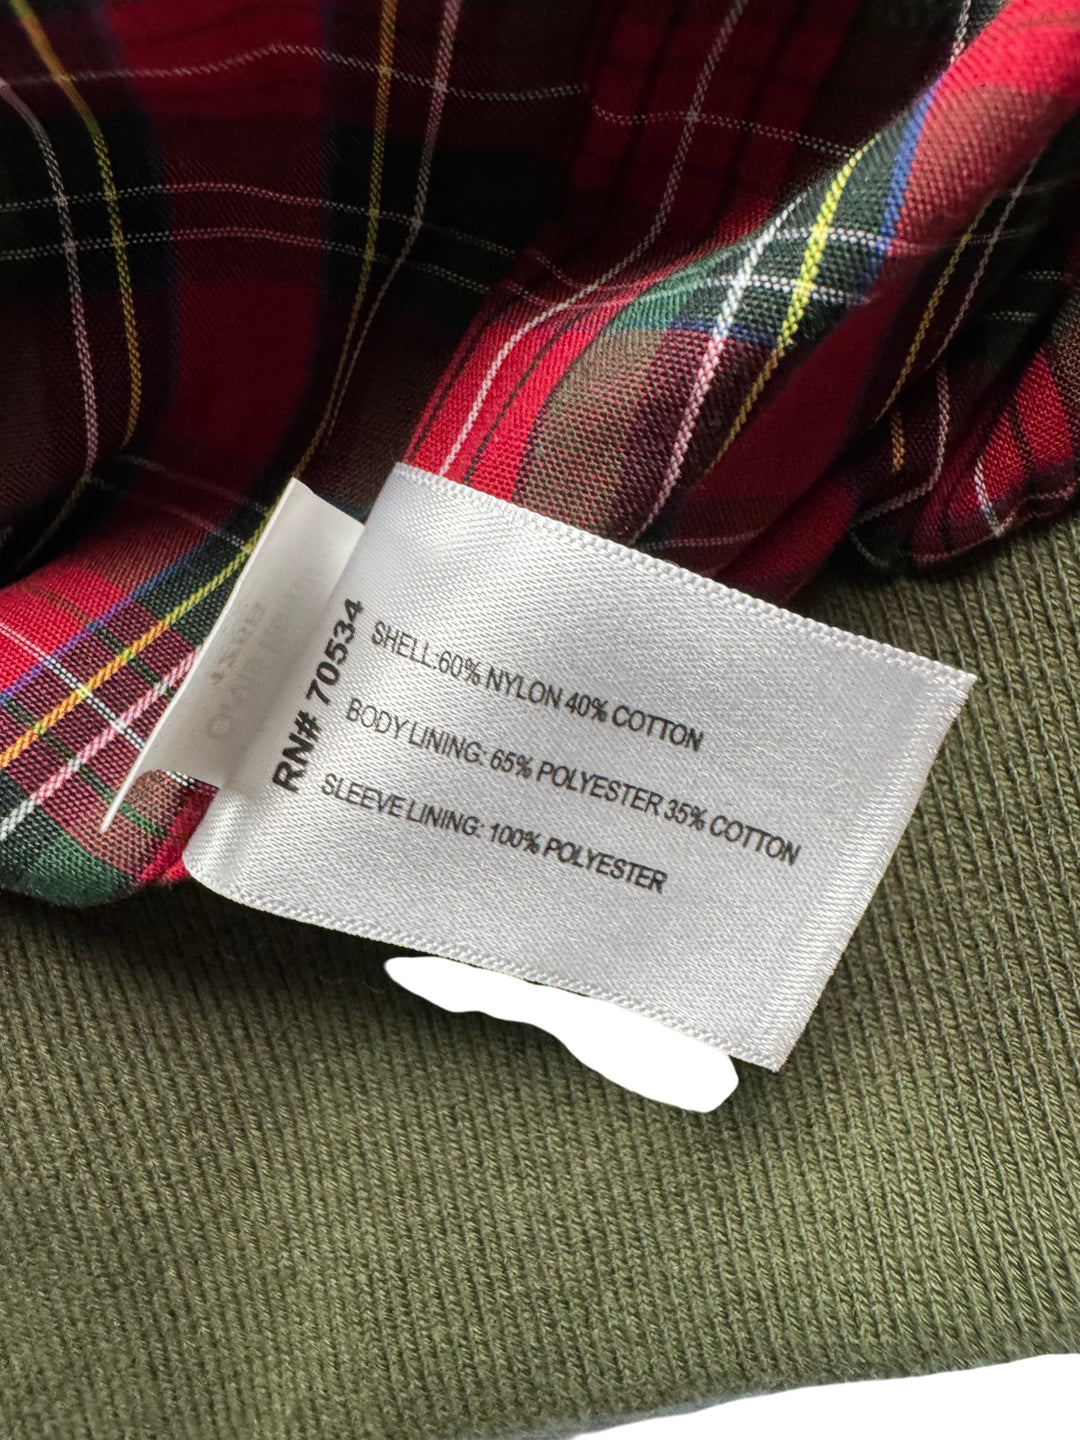 RN# 70534
SHELL:60% NYLON 40% COTTON
BODY LINING: 65% POLYESTER 35% COTTON
SLEEVE LINING: 100% POLYESTER